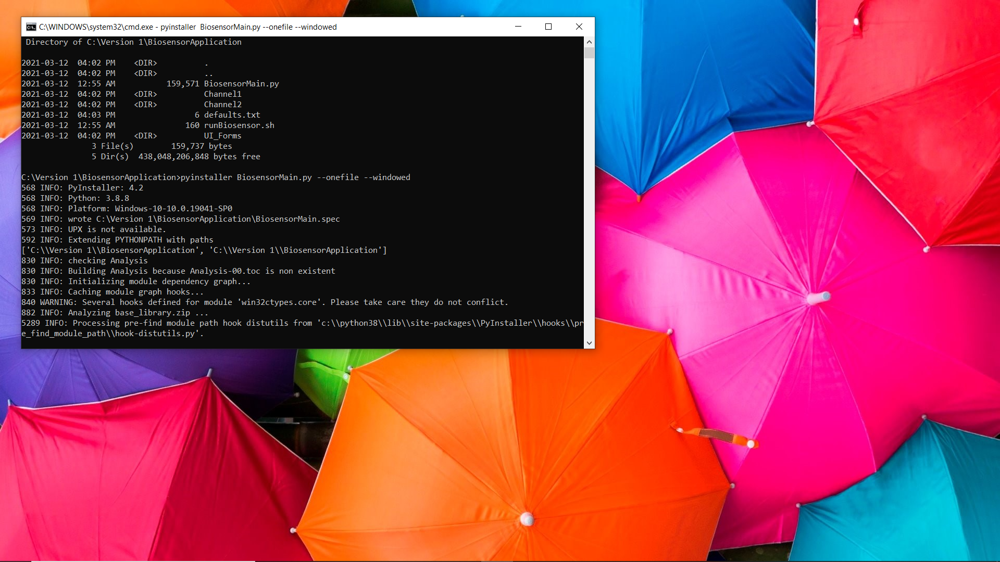 C:\WINDOWS\system32\cmd.exe - pyinstaller  BiosensorMain.py --onefile --windowed
 Directory of C:\Version 1\BiosensorApplication
2021-03-12  04:02 PM    <DIR>          .
2021-03-12  04:02 PM    <DIR>          ..
2021-03-12  12:55 AM           159,571 BiosensorMain.py
2021-03-12  04:02 PM    <DIR>          Channel1
2021-03-12  04:02 PM    <DIR>          Channel2
2021-03-12  04:03 PM                 6 defaults.txt
2021-03-12  12:55 AM               160 runBiosensor.sh
2021-03-12  04:02 PM    <DIR>          UI_Forms
               3 File(s)        159,737 bytes
               5 Dir(s)  438,048,206,848 bytes free
C:\Version 1\BiosensorApplication>pyinstaller BiosensorMain.py --onefile --windowed
568 INFO: PyInstaller: 4.2
568 INFO: Python: 3.8.8
568 INFO: Platform: Windows-10-10.0.19041-SP0
569 INFO: wrote C:\Version 1\BiosensorApplication\BiosensorMain.spec
573 INFO: UPX is not available.
592 INFO: Extending PYTHONPATH with paths
['C:\\Version 1\\BiosensorApplication', 'C:\\Version 1\\BiosensorApplication']
830 INFO: checking Analysis
830 INFO: Building Analysis because Analysis-00.toc is non existent
830 INFO: Initializing module dependency graph...
833 INFO: Caching module graph hooks...
840 WARNING: Several hooks defined for module 'win32ctypes.core'. Please take care they do not conflict.
882 INFO: Analyzing base_library.zip ...
5289 INFO: Processing pre-find module path hook distutils from 'c:\\python38\\lib\\site-packages\\PyInstaller\\hooks\\pr
e_find_module_path\\hook-distutils.py'.